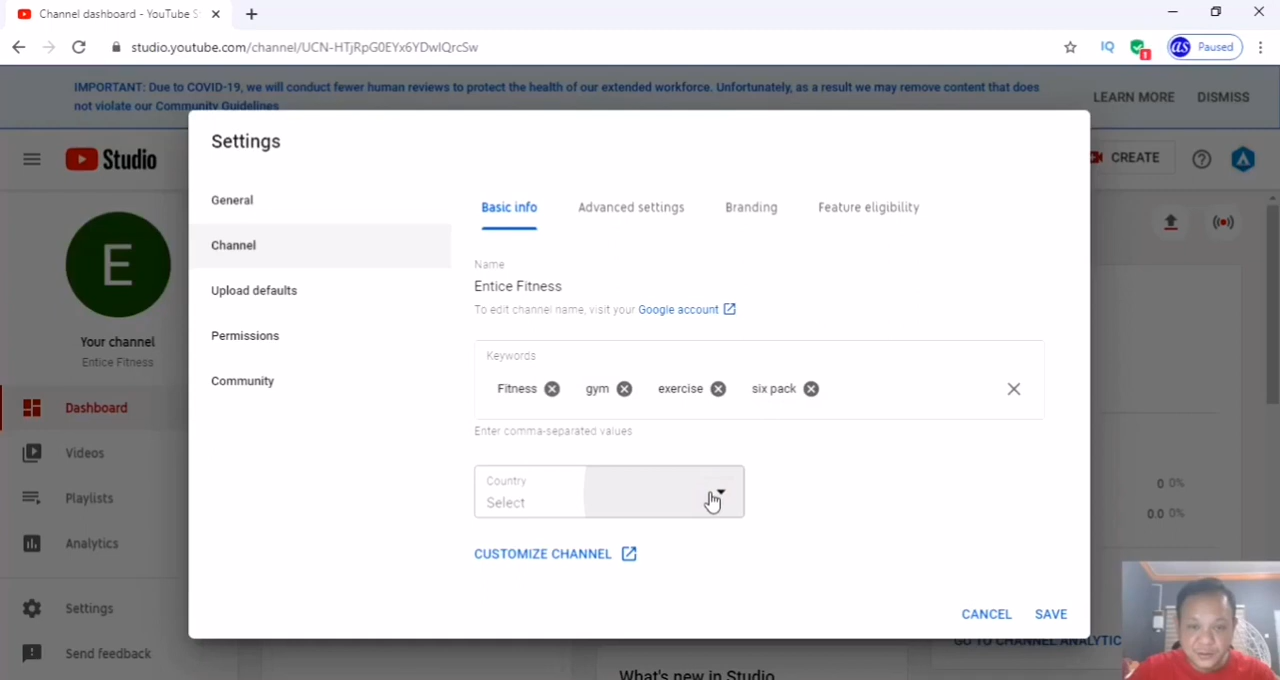 Channel dashboard - YouTube S
studio.youtube.com/channel/UCN-HTjRpG0EYx6YDwIQrcSw
IQ
as
Paused
IMPORTANT: Due to COVID-19, we will conduct fewer human reviews to protect the health of our extended workforce. Unfortunately, as a result we may remove content that does
not violate our Community Guidelines
LEARN MORE
DISMISS
Studio
CREATE
Settings
General
Channel
Upload defaults
Permissions
Community
Basic info
Advanced settings
Branding
Feature eligibility
Name
Entice Fitness
To edit channel name, visit your Google account
Keywords
Fitness
gym
exercise
six pack
Enter comma-separated values
Country
Select
CUSTOMIZE CHANNEL
CANCEL
SAVE
E
Your channel
Entice Fitness
Dashboard
Videos
Playlists
Analytics
Settings
Send feedback
0 0%
0.0 0%
GO TO CHANNEL ANALYTIC
What's new in Studio